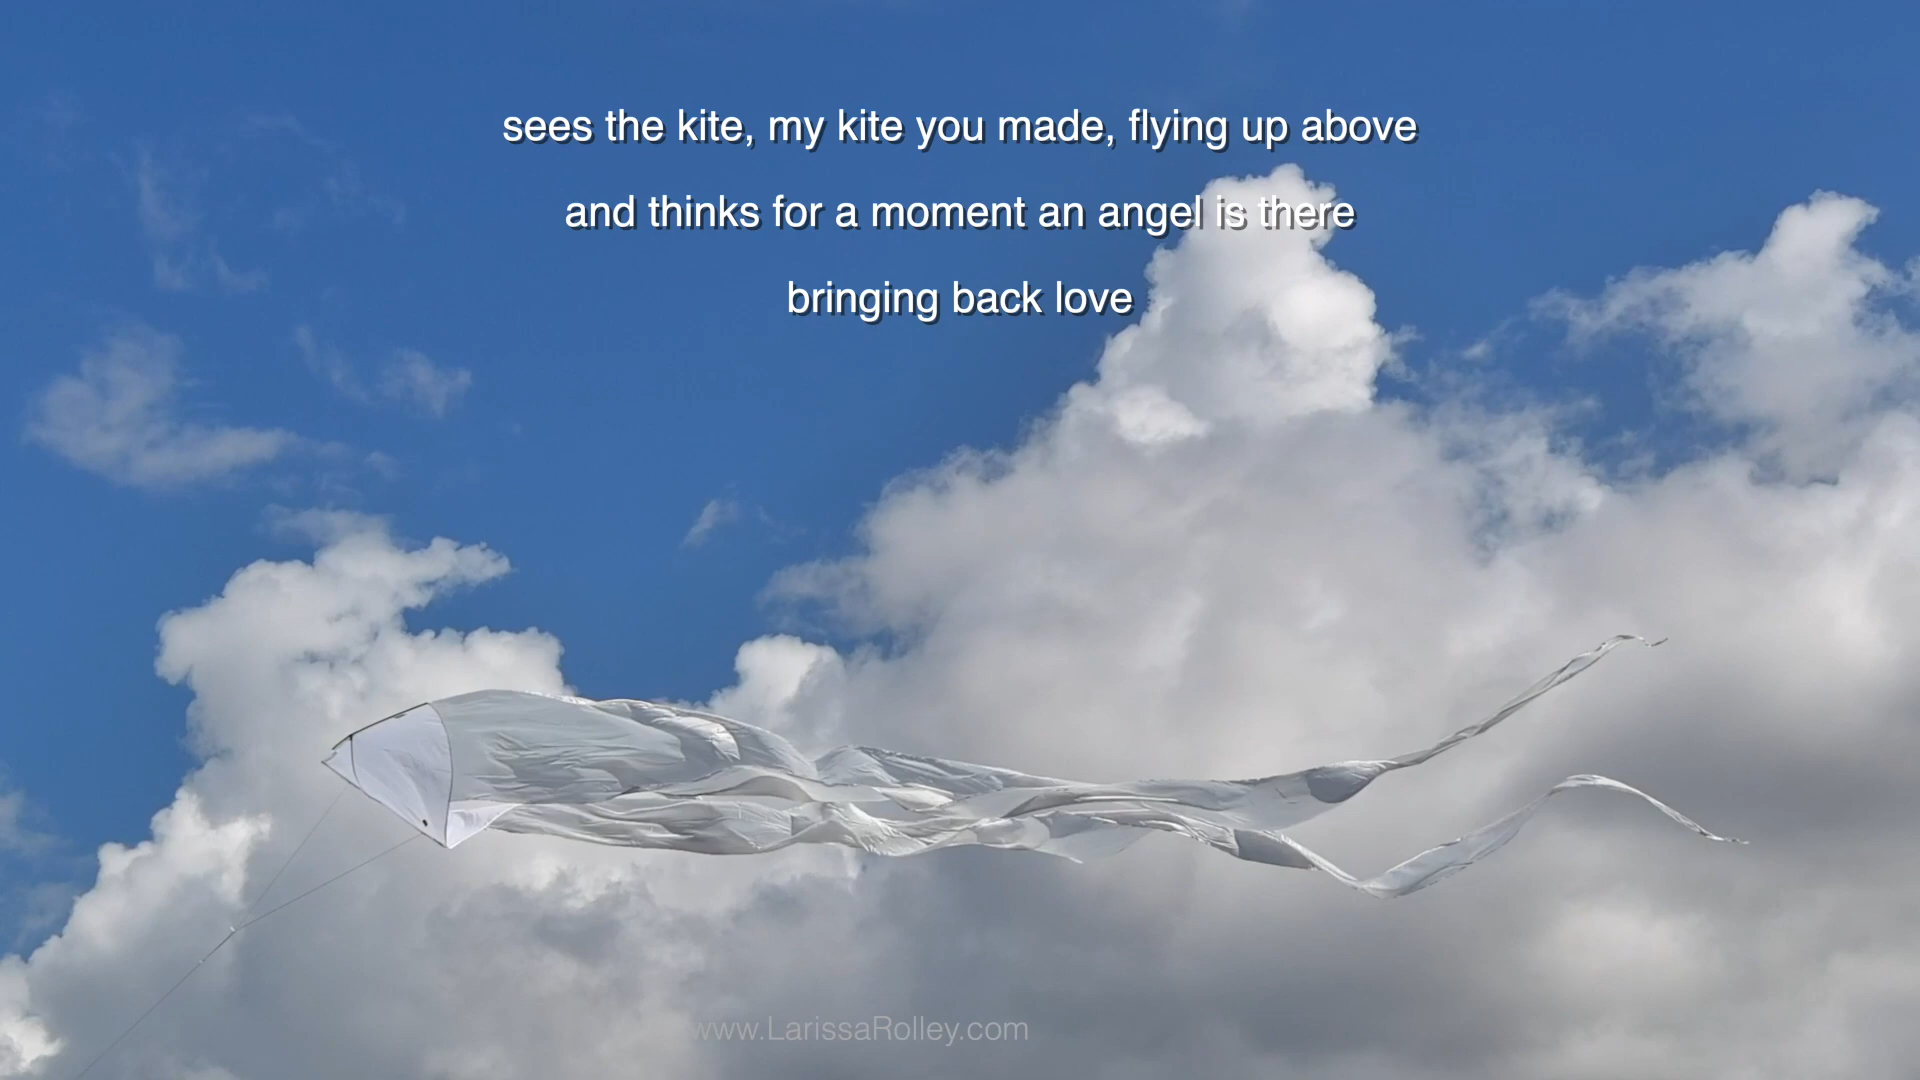 sees the kite, my kite you made, flying up above
and thinks for a moment an angel is there
bringing back love
www.LarissaRolley.com